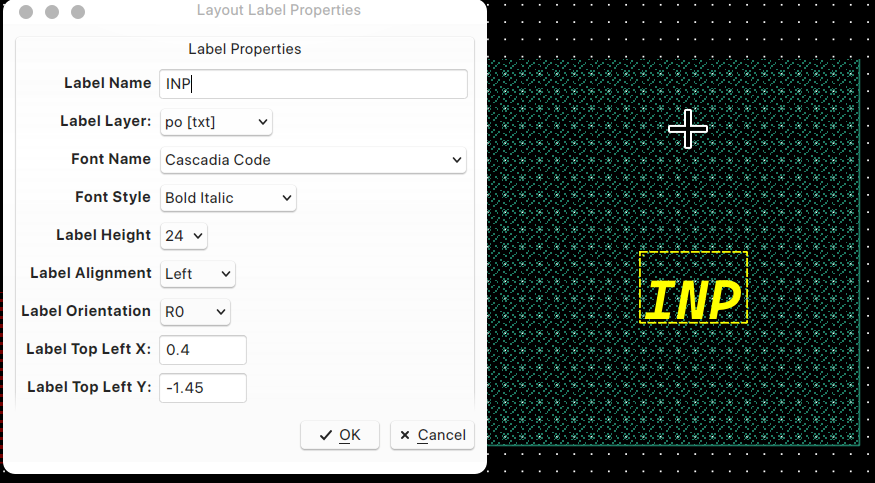 Layout Label Properties
Label Properties
Label Name INP
Label Layer: po [txt]
Font Name Cascadia Code
Font Style Bold Italic
Label Height 24
Label Alignment Left
Label Orientation R0
Label Top Left X: 0.4
Label Top Left Y: -1.45
OK Cancel
INP